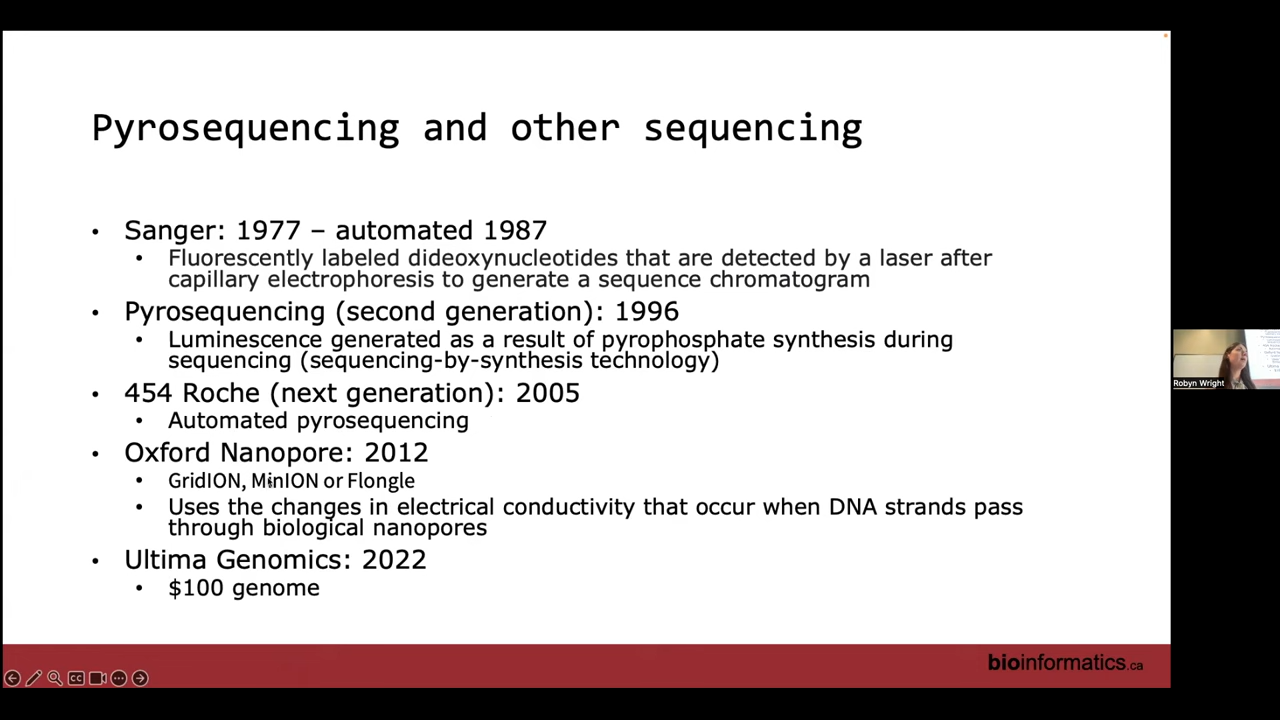 Pyrosequencing and other sequencing
• Sanger: 1977 – automated 1987
• Fluorescently labeled dideoxynucleotides that are detected by a laser after
capillary electrophoresis to generate a sequence chromatogram
• Pyrosequencing (second generation): 1996
• Luminescence generated as a result of pyrophosphate synthesis during
sequencing (sequencing-by-synthesis technology)
• 454 Roche (next generation): 2005
• Automated pyrosequencing
• Oxford Nanopore: 2012
• GridION, MinION or Flongle
• Uses the changes in electrical conductivity that occur when DNA strands pass
through biological nanopores
• Ultima Genomics: 2022
• $100 genome
Robyn Wright
bioinformatics.ca
CC